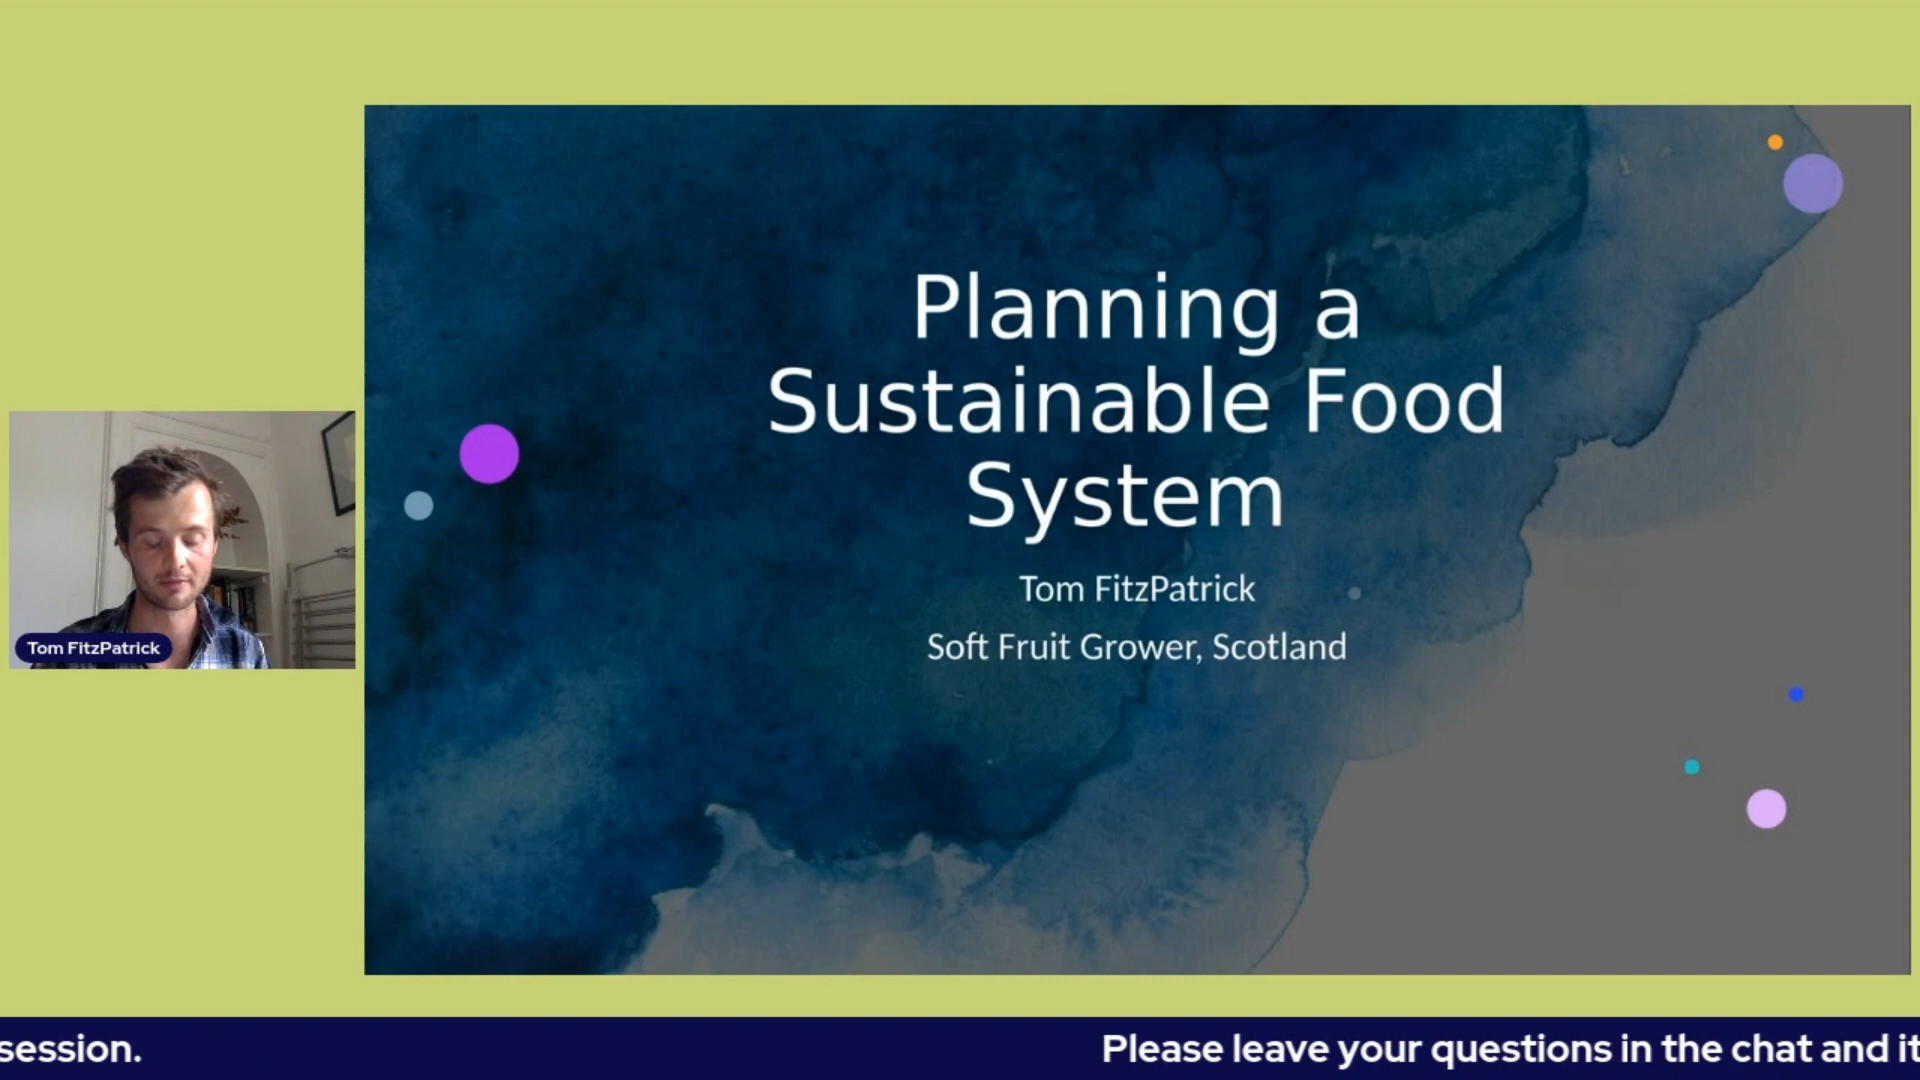 Planning a
Sustainable Food
System
Tom FitzPatrick
Soft Fruit Grower, Scotland
Tom FitzPatrick
session.
Please leave your questions in the chat and it